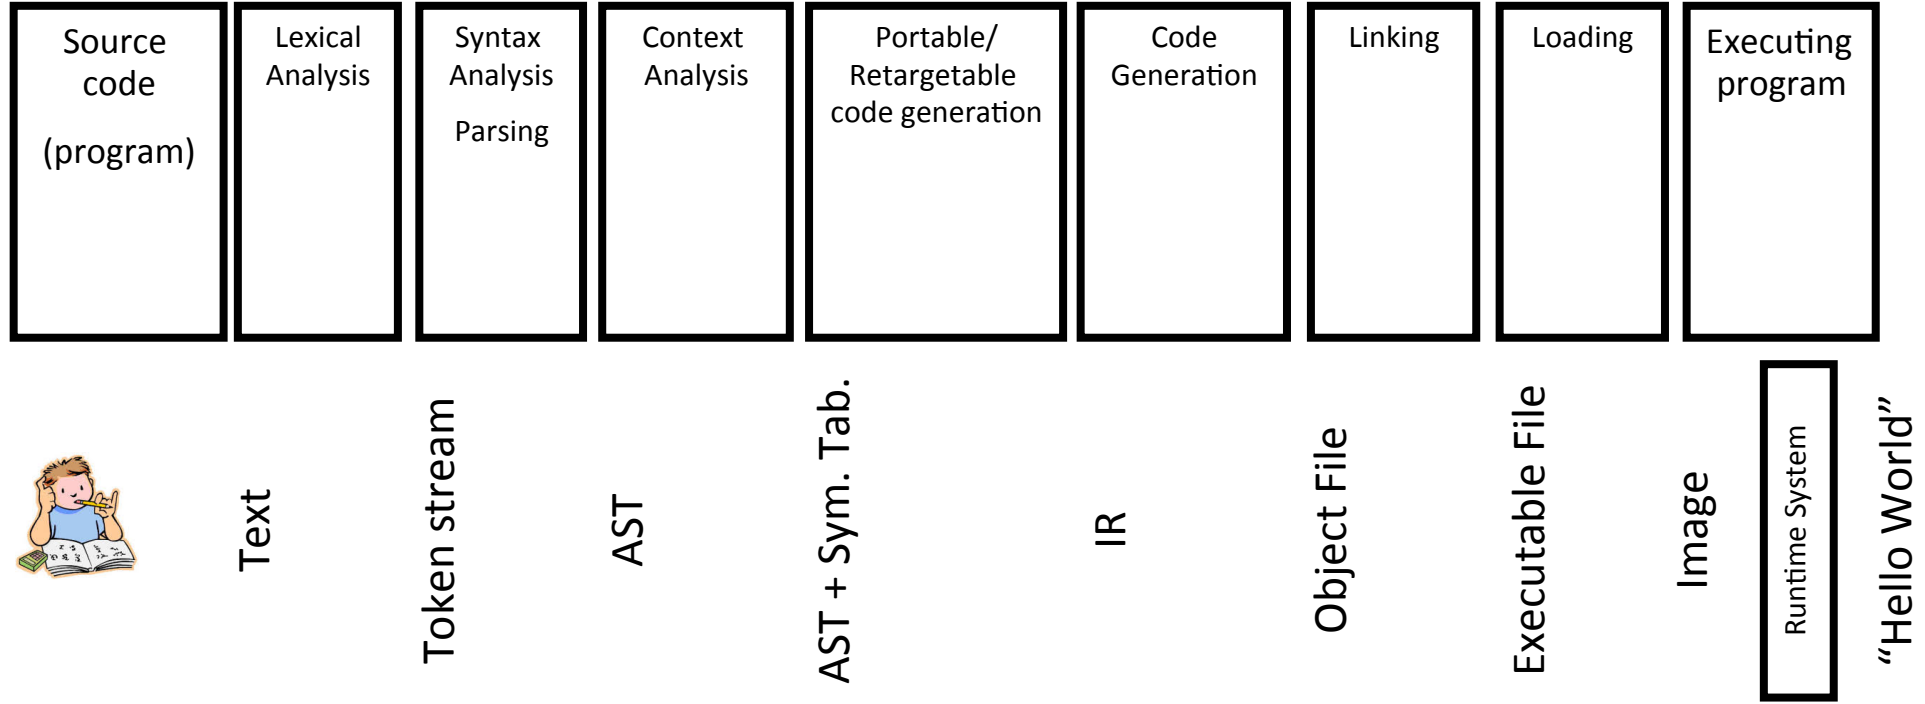 Source
code
(program)
Lexical
Analysis
Syntax
Analysis
Parsing
Context
Analysis
Portable/
Retargetable
code generation
Code
Generation
Linking
Loading
Executing
program
Text
Token stream
AST
AST + Sym. Tab.
IR
Object File
Executable File
Image
Runtime System
“Hello World”